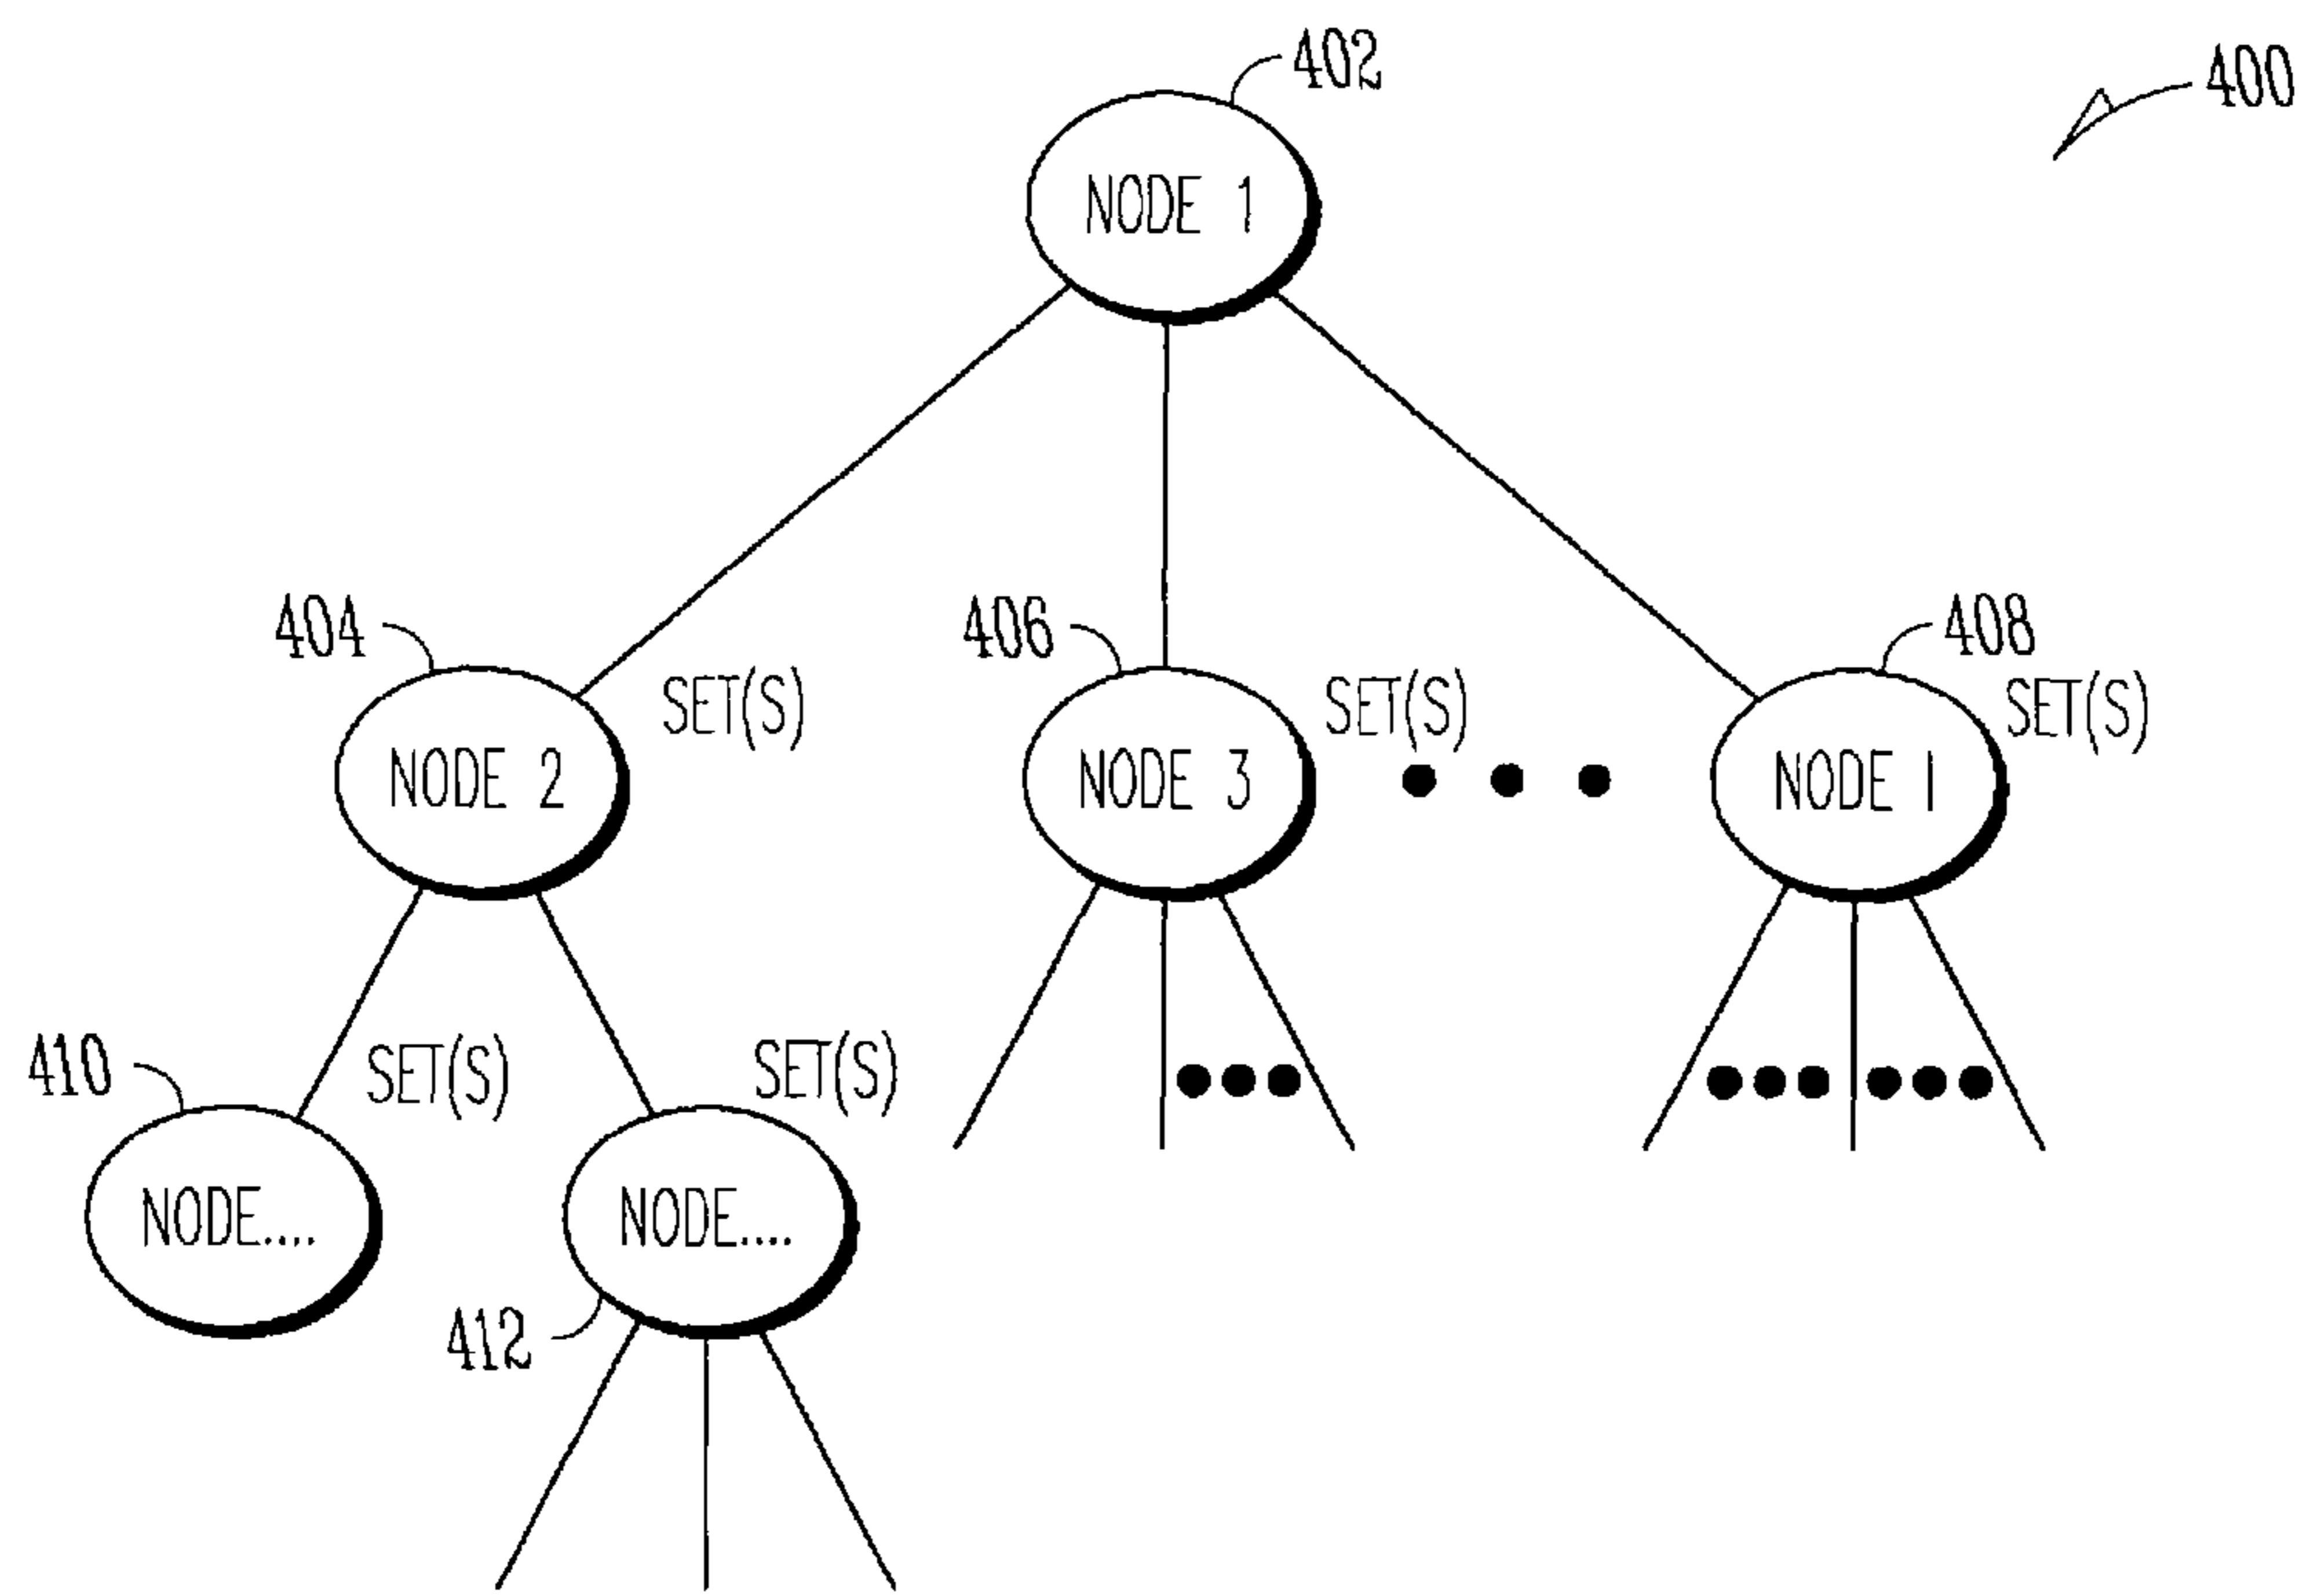 402
400
NODE 1
404
406
408
SET(S)
SET(S)
SET(S)
NODE 2
NODE 3
NODE I
410
SET(S)
SET(S)
NODE....
NODE....
412